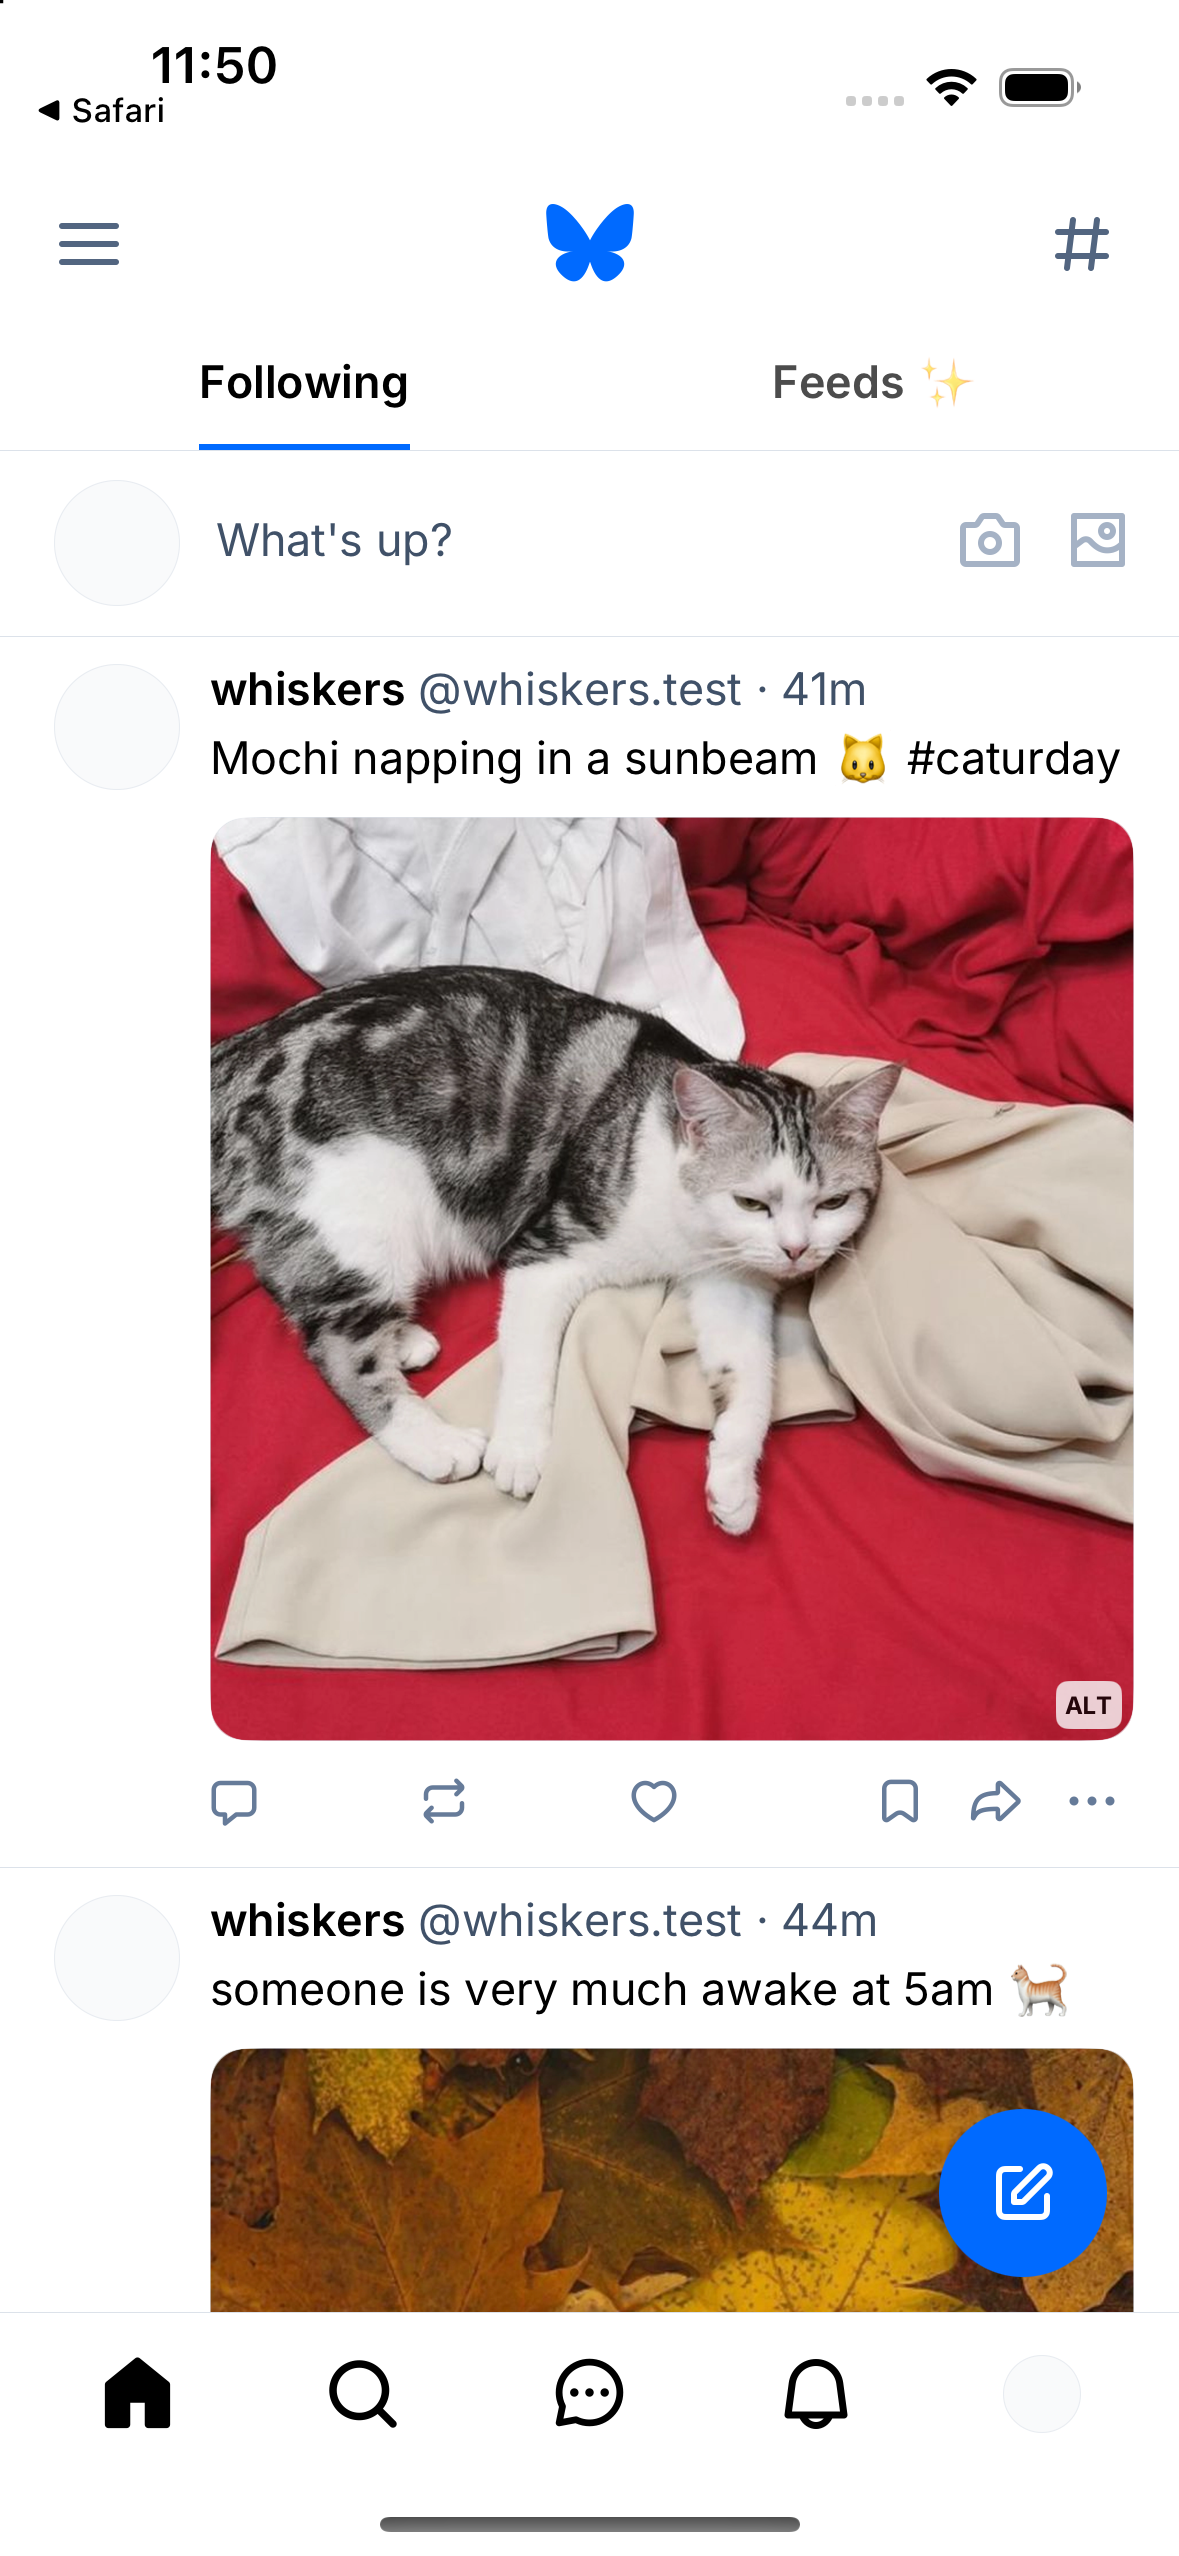 11:50
Safari
Following
Feeds ✨
What's up?
whiskers @whiskers.test · 41m
Mochi napping in a sunbeam 🐱 #caturday
ALT
whiskers @whiskers.test · 44m
someone is very much awake at 5am 🐈